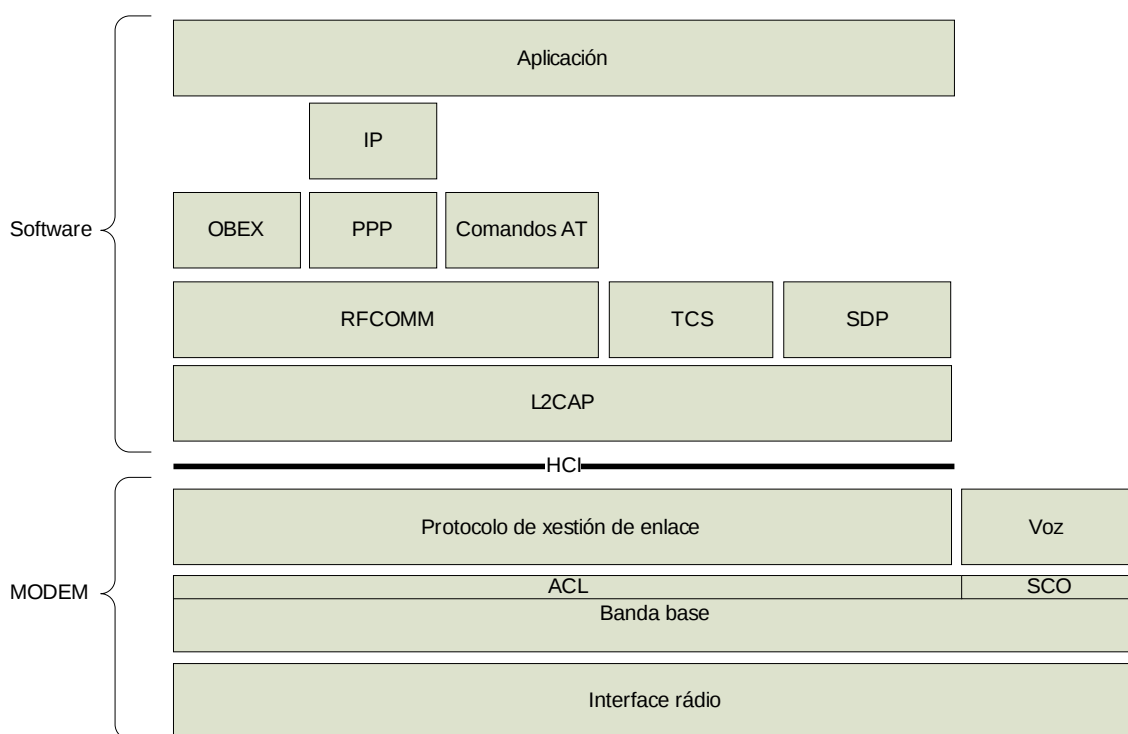 Aplicación
IP
Software
OBEX
PPP
Comandos AT
RFCOMM
TCS
SDP
L2CAP
HCI
Protocolo de xestión de enlace
Voz
MODEM
ACL
SCO
Banda base
Interface rádio